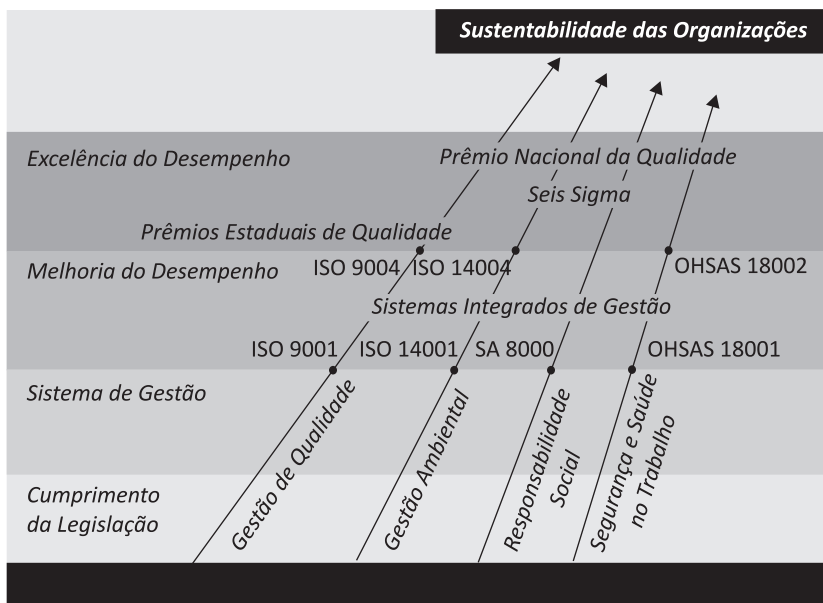 Sustentabilidade das Organizações
Excelência do Desempenho
Prêmio Nacional da Qualidade
Seis Sigma
Prêmios Estaduais de Qualidade
Melhoria do Desempenho
ISO 9004
ISO 14004
OHSAS 18002
Sistemas Integrados de Gestão
ISO 9001
ISO 14001
SA 8000
OHSAS 18001
Sistema de Gestão
Gestão de Qualidade
Gestão Ambiental
Responsabilidade
Social
Segurança e Saúde
no Trabalho
Cumprimento
da Legislação